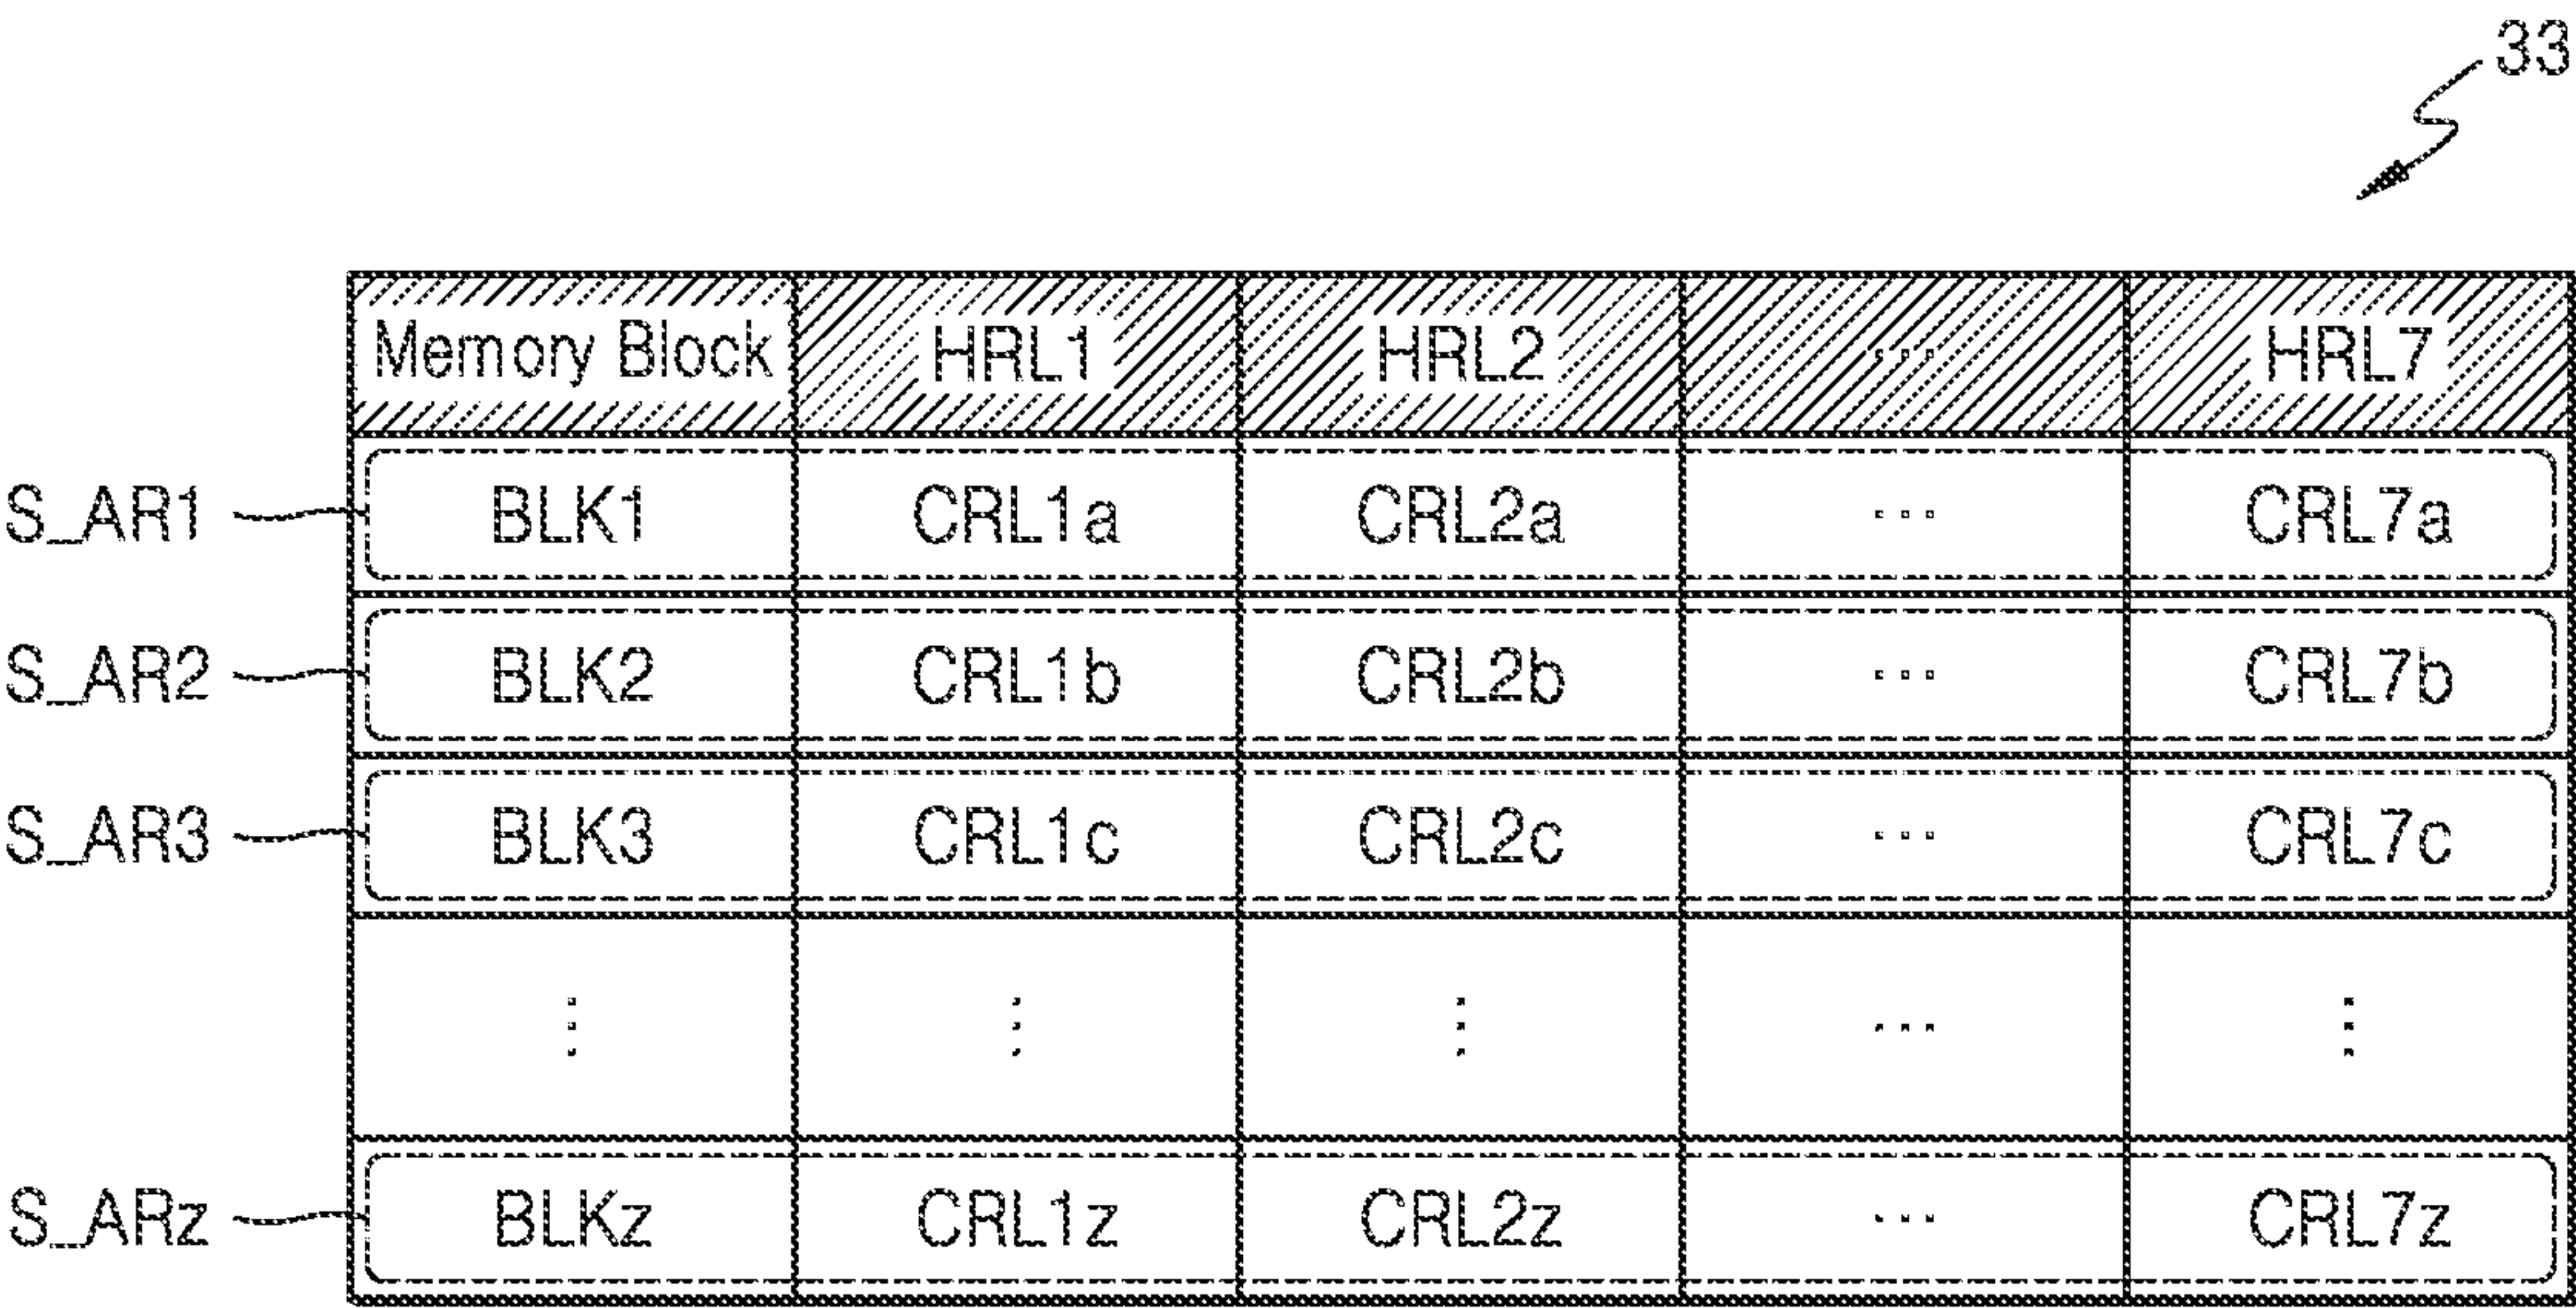 33
Memory Block HRL1 HRL2 ... HRL7
S_AR1 BLK1 CRL1a CRL2a ... CRL7a
S_AR2 BLK2 CRL1b CRL2b ... CRL7b
S_AR3 BLK3 CRL1c CRL2c ... CRL7c
⋮ ⋮ ⋮ ... ⋮
S_ARz BLKz CRL1z CRL2z ... CRL7z